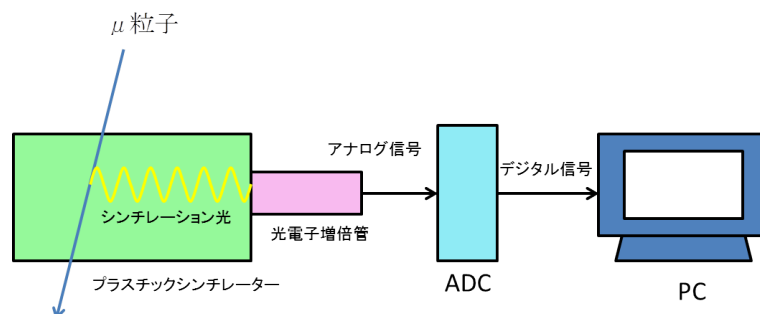 μ粒子
アナログ信号
デジタル信号
シンチレーション光
光電子増倍管
プラスチックシンチレーター
ADC
PC